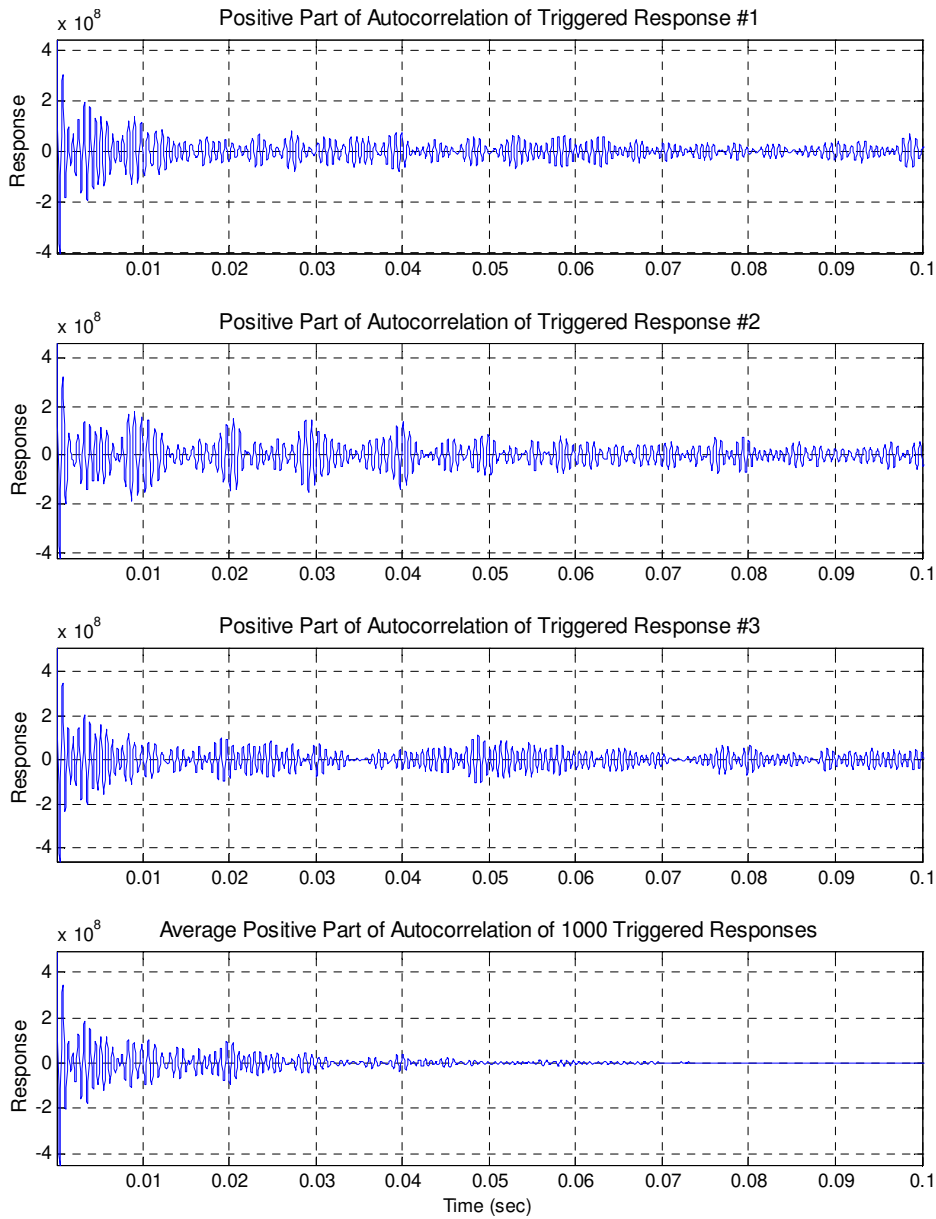 Positive Part of Autocorrelation of Triggered Response #1
x 10^8
4
2
0
-2
-4
Response
0.01 0.02 0.03 0.04 0.05 0.06 0.07 0.08 0.09 0.1
Positive Part of Autocorrelation of Triggered Response #2
x 10^8
4
2
0
-2
-4
Response
0.01 0.02 0.03 0.04 0.05 0.06 0.07 0.08 0.09 0.1
Positive Part of Autocorrelation of Triggered Response #3
x 10^8
4
2
0
-2
-4
Response
0.01 0.02 0.03 0.04 0.05 0.06 0.07 0.08 0.09 0.1
Average Positive Part of Autocorrelation of 1000 Triggered Responses
x 10^8
4
2
0
-2
-4
Response
0.01 0.02 0.03 0.04 0.05 0.06 0.07 0.08 0.09 0.1
Time (sec)